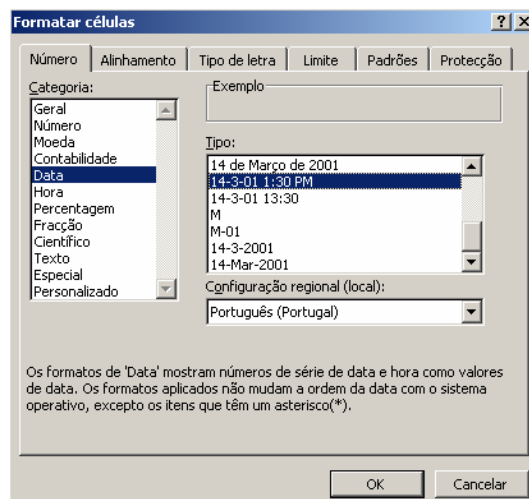 Formatar células
Número Alinhamento Tipo de letra Limite Padrões Protecção
Categoria:
Geral
Número
Moeda
Contabilidade
Data
Hora
Percentagem
Fracção
Científico
Texto
Especial
Personalizado
Exemplo
Tipo:
14 de Março de 2001
14-3-01 1:30 PM
14-3-01 13:30
M
M-01
14-3-2001
14-Mar-2001
Configuração regional (local):
Português (Portugal)
Os formatos de 'Data' mostram números de série de data e hora como valores
de data. Os formatos aplicados não mudam a ordem da data com o sistema
operativo, excepto os itens que têm um asterisco(*).
OK Cancelar